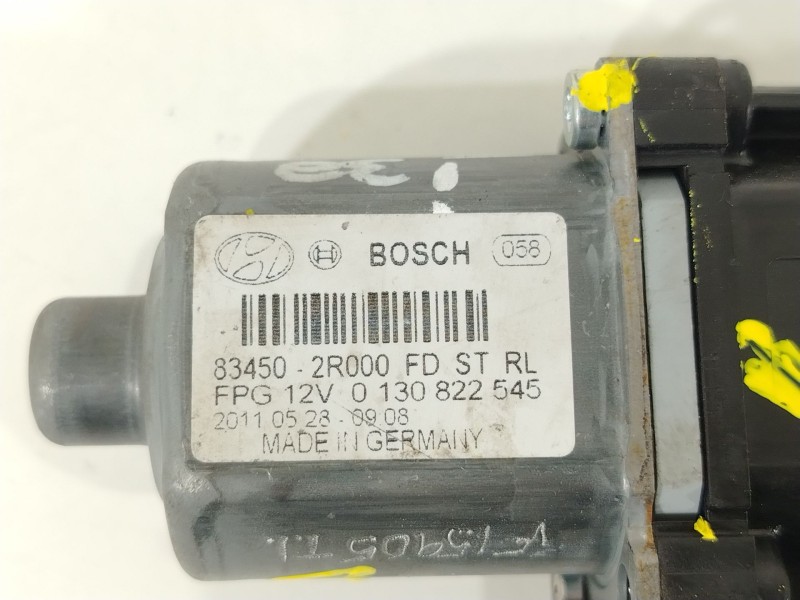 BOSCH 058
83450-2R000 FD ST RL
FPG 12V 0 130 822 545
2011 05 28 - 09:08
MADE IN GERMANY